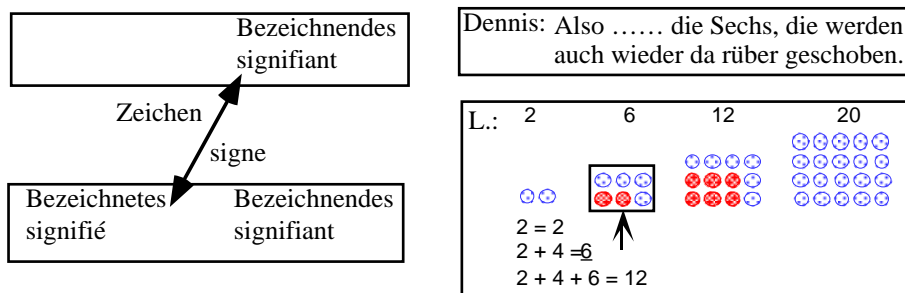 Bezeichnendes
signifiant
Zeichen
signe
Bezeichnetes Bezeichnendes
signifié signifiant
Dennis: Also …… die Sechs, die werden
auch wieder da rüber geschoben.
L.: 2 6 12 20
2 = 2
2 + 4 =6
2 + 4 + 6 = 12